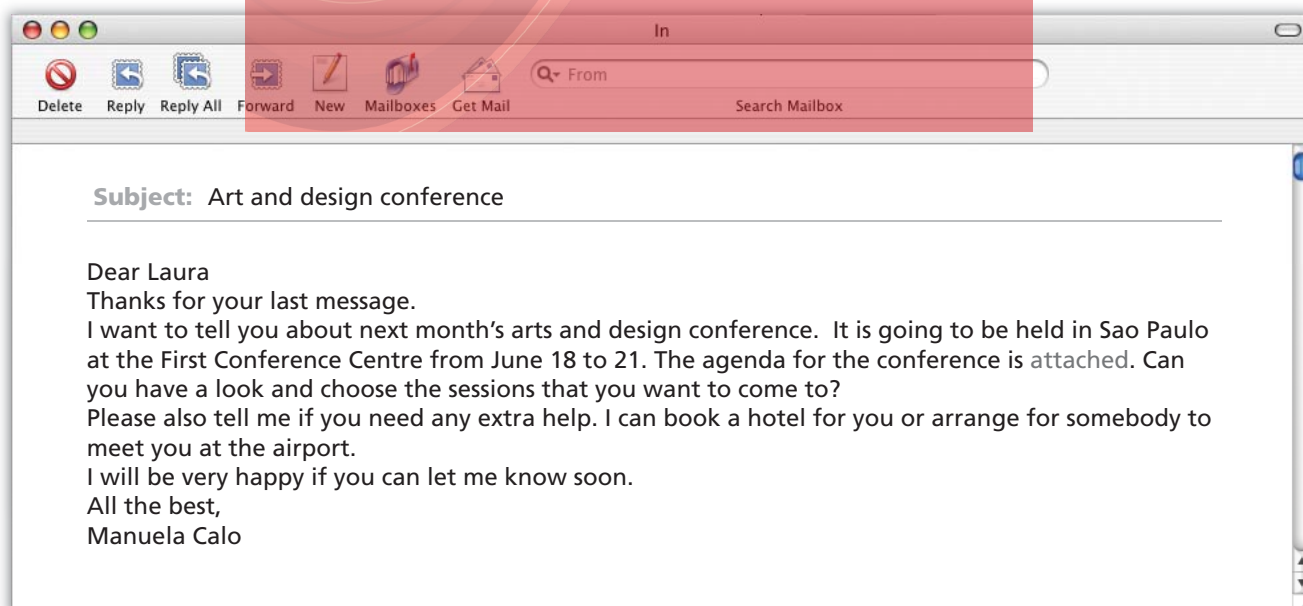 In
Delete Reply Reply All Forward New Mailboxes Get Mail From
Search Mailbox
Subject: Art and design conference
Dear Laura
Thanks for your last message.
I want to tell you about next month's arts and design conference. It is going to be held in Sao Paulo
at the First Conference Centre from June 18 to 21. The agenda for the conference is attached. Can
you have a look and choose the sessions that you want to come to?
Please also tell me if you need any extra help. I can book a hotel for you or arrange for somebody to
meet you at the airport.
I will be very happy if you can let me know soon.
All the best,
Manuela Calo